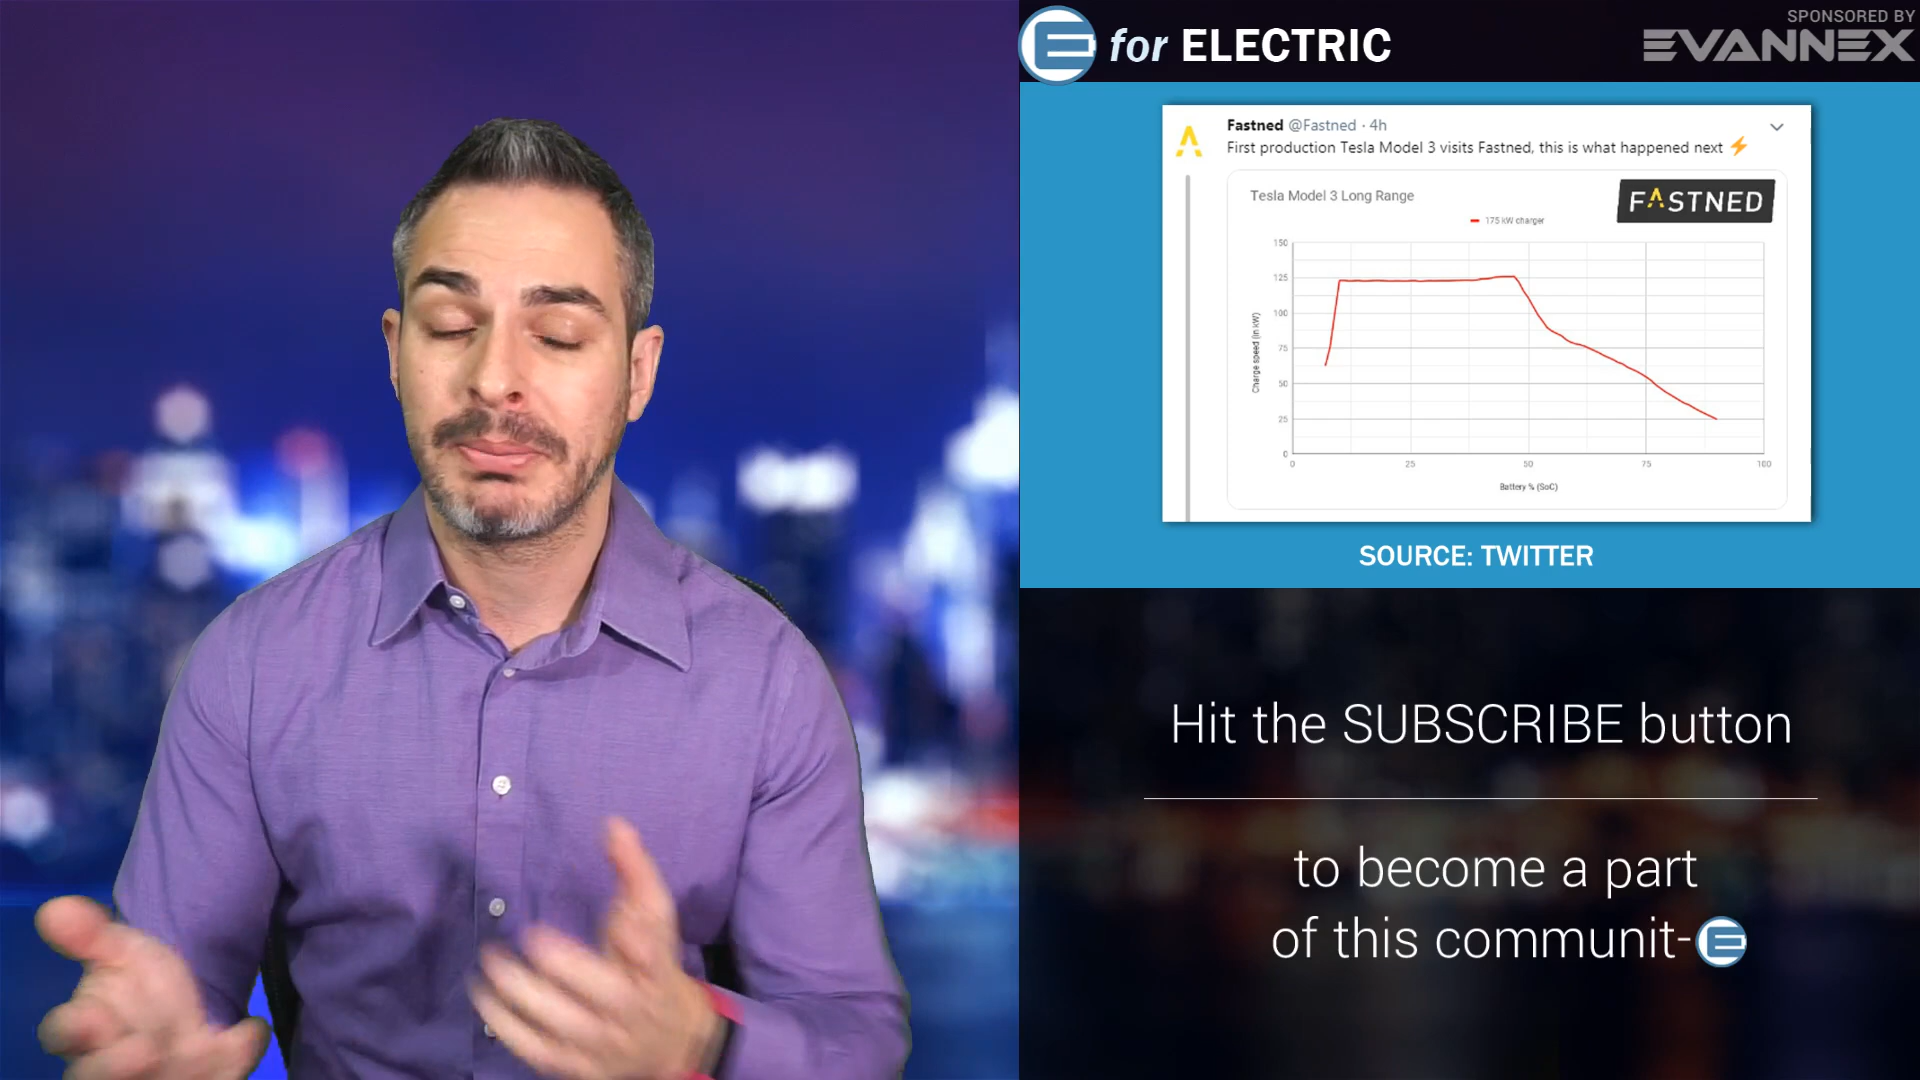 for ELECTRIC
SPONSORED BY
EVANNEX
Fastned @Fastned · 4h
First production Tesla Model 3 visits Fastned, this is what happened next ⚡
Tesla Model 3 Long Range
FASTNED
175 kW charger
150
125
100
75
50
25
0
Charge speed (in kW)
0 25 50 75 100
Battery % (SoC)
SOURCE: TWITTER
Hit the SUBSCRIBE button
to become a part
of this communit-E